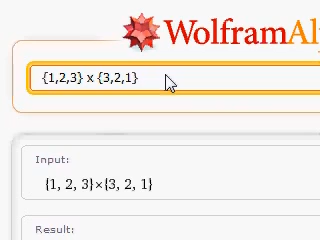 WolframAl
{1,2,3} x {3,2,1}
Input:
{1, 2, 3}×{3, 2, 1}
Result: